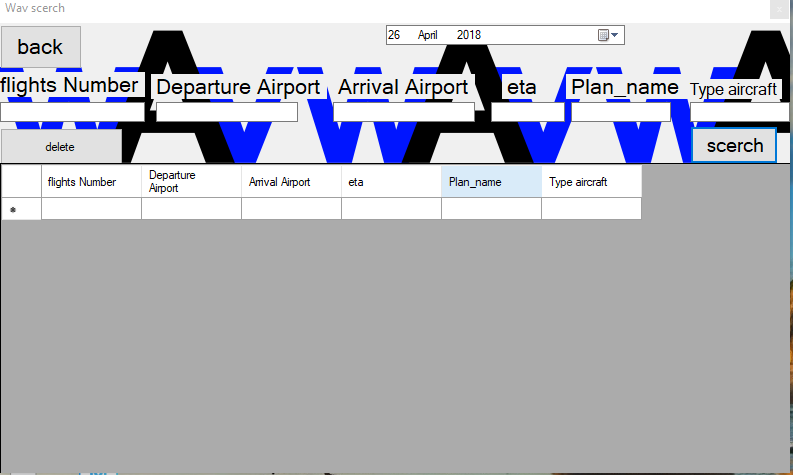 Wav scerch
back
26 April 2018
WAVWAVWA
flights Number Departure Airport Arrival Airport eta Plan_name Type aircraft
delete
scerch
flights Number Departure Airport Arrival Airport eta Plan_name Type aircraft